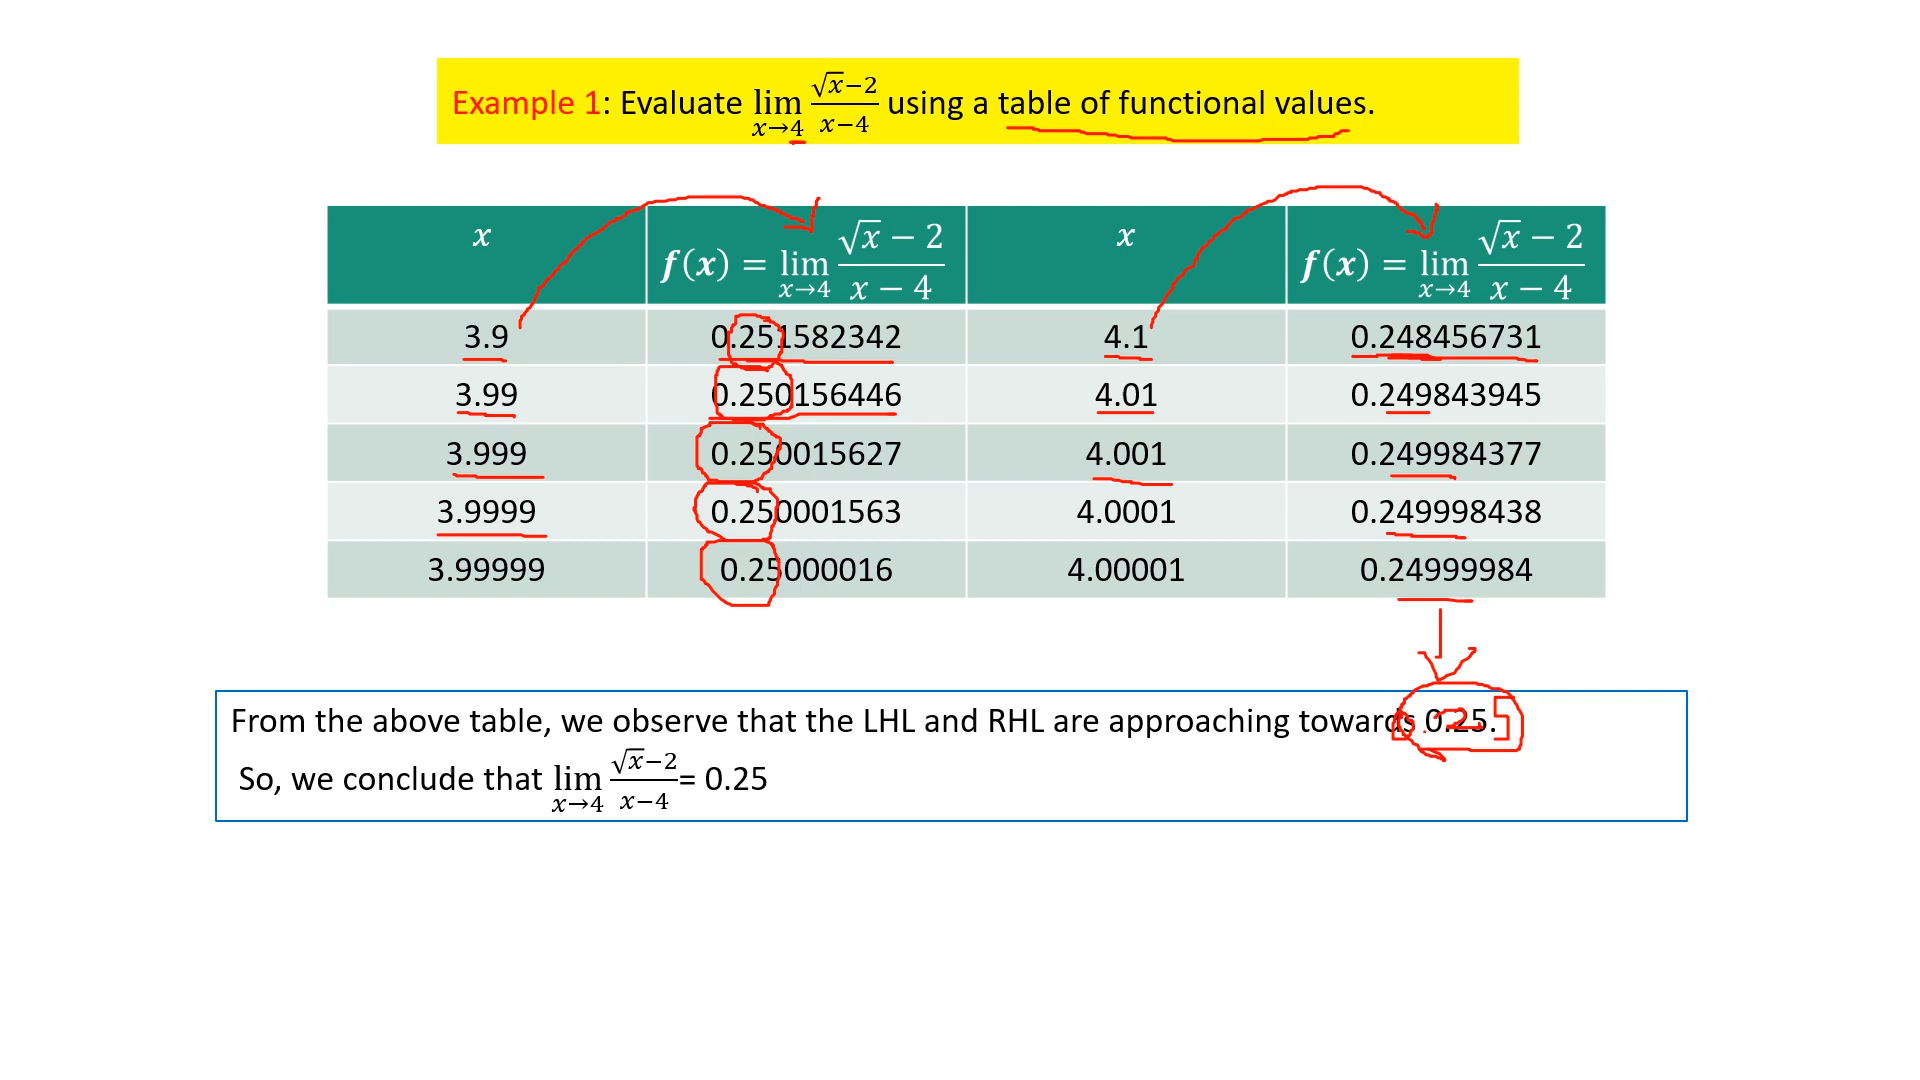 Example 1: Evaluate lim x→4 (√x−2)/(x−4) using a table of functional values.
x | f(x) = lim x→4 (√x − 2)/(x − 4) | x | f(x) = lim x→4 (√x − 2)/(x − 4)
3.9 | 0.251582342 | 4.1 | 0.248456731
3.99 | 0.250156446 | 4.01 | 0.249843945
3.999 | 0.250015627 | 4.001 | 0.249984377
3.9999 | 0.250001563 | 4.0001 | 0.249998438
3.99999 | 0.25000016 | 4.00001 | 0.24999984
From the above table, we observe that the LHL and RHL are approaching towards 0.25.
So, we conclude that lim x→4 (√x−2)/(x−4) = 0.25